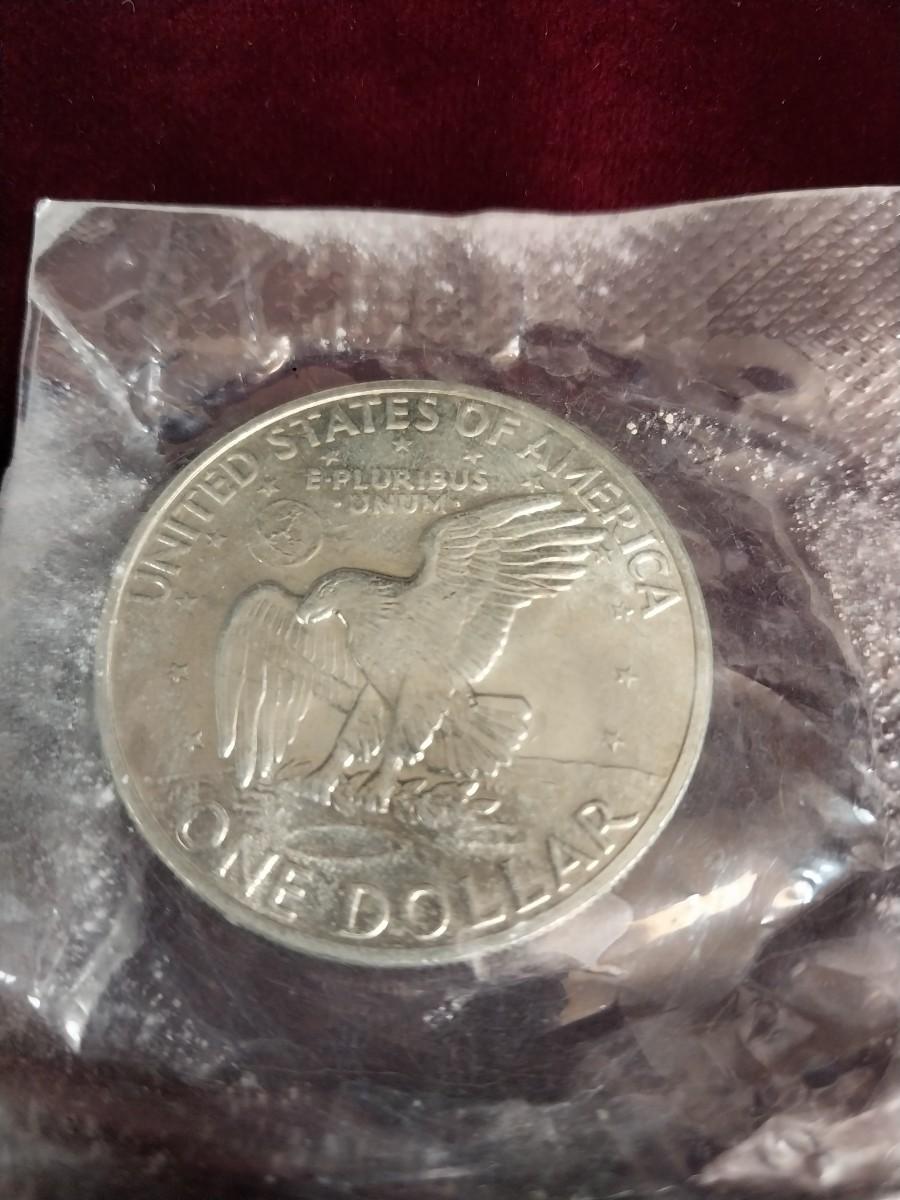 UNITED STATES OF AMERICA
E·PLURIBUS
·UNUM·
ONE DOLLAR